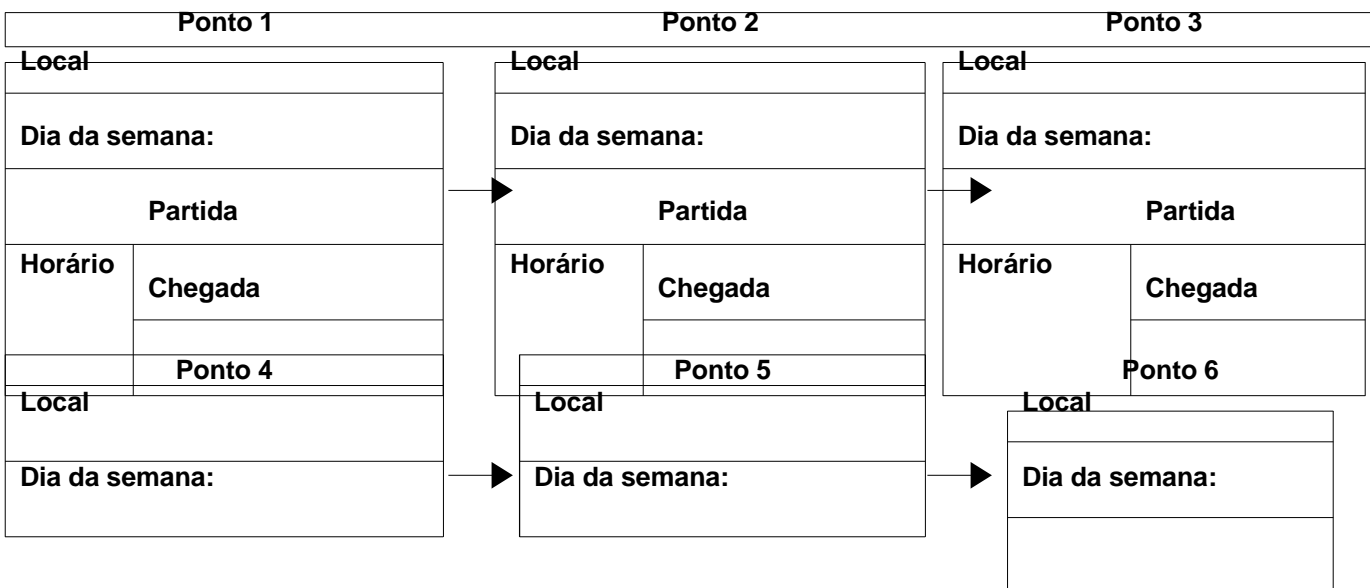 Ponto 1 Ponto 2 Ponto 3
Local Local Local
Dia da semana: Dia da semana: Dia da semana:
Partida Partida Partida
Horário Horário Horário
Chegada Chegada Chegada
Ponto 4 Ponto 5 Ponto 6
Local Local Local
Dia da semana: Dia da semana: Dia da semana: